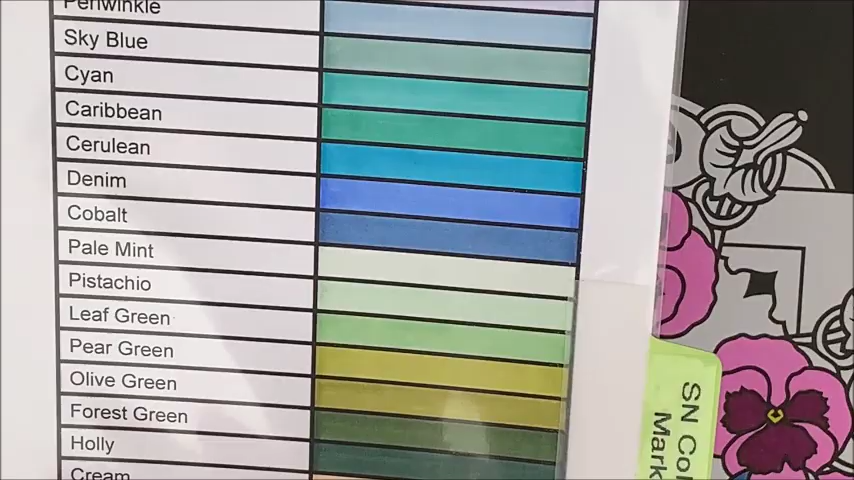 Periwinkle
Sky Blue
Cyan
Caribbean
Cerulean
Denim
Cobalt
Pale Mint
Pistachio
Leaf Green
Pear Green
Olive Green
Forest Green
Holly
Cream
SN Col
Mark